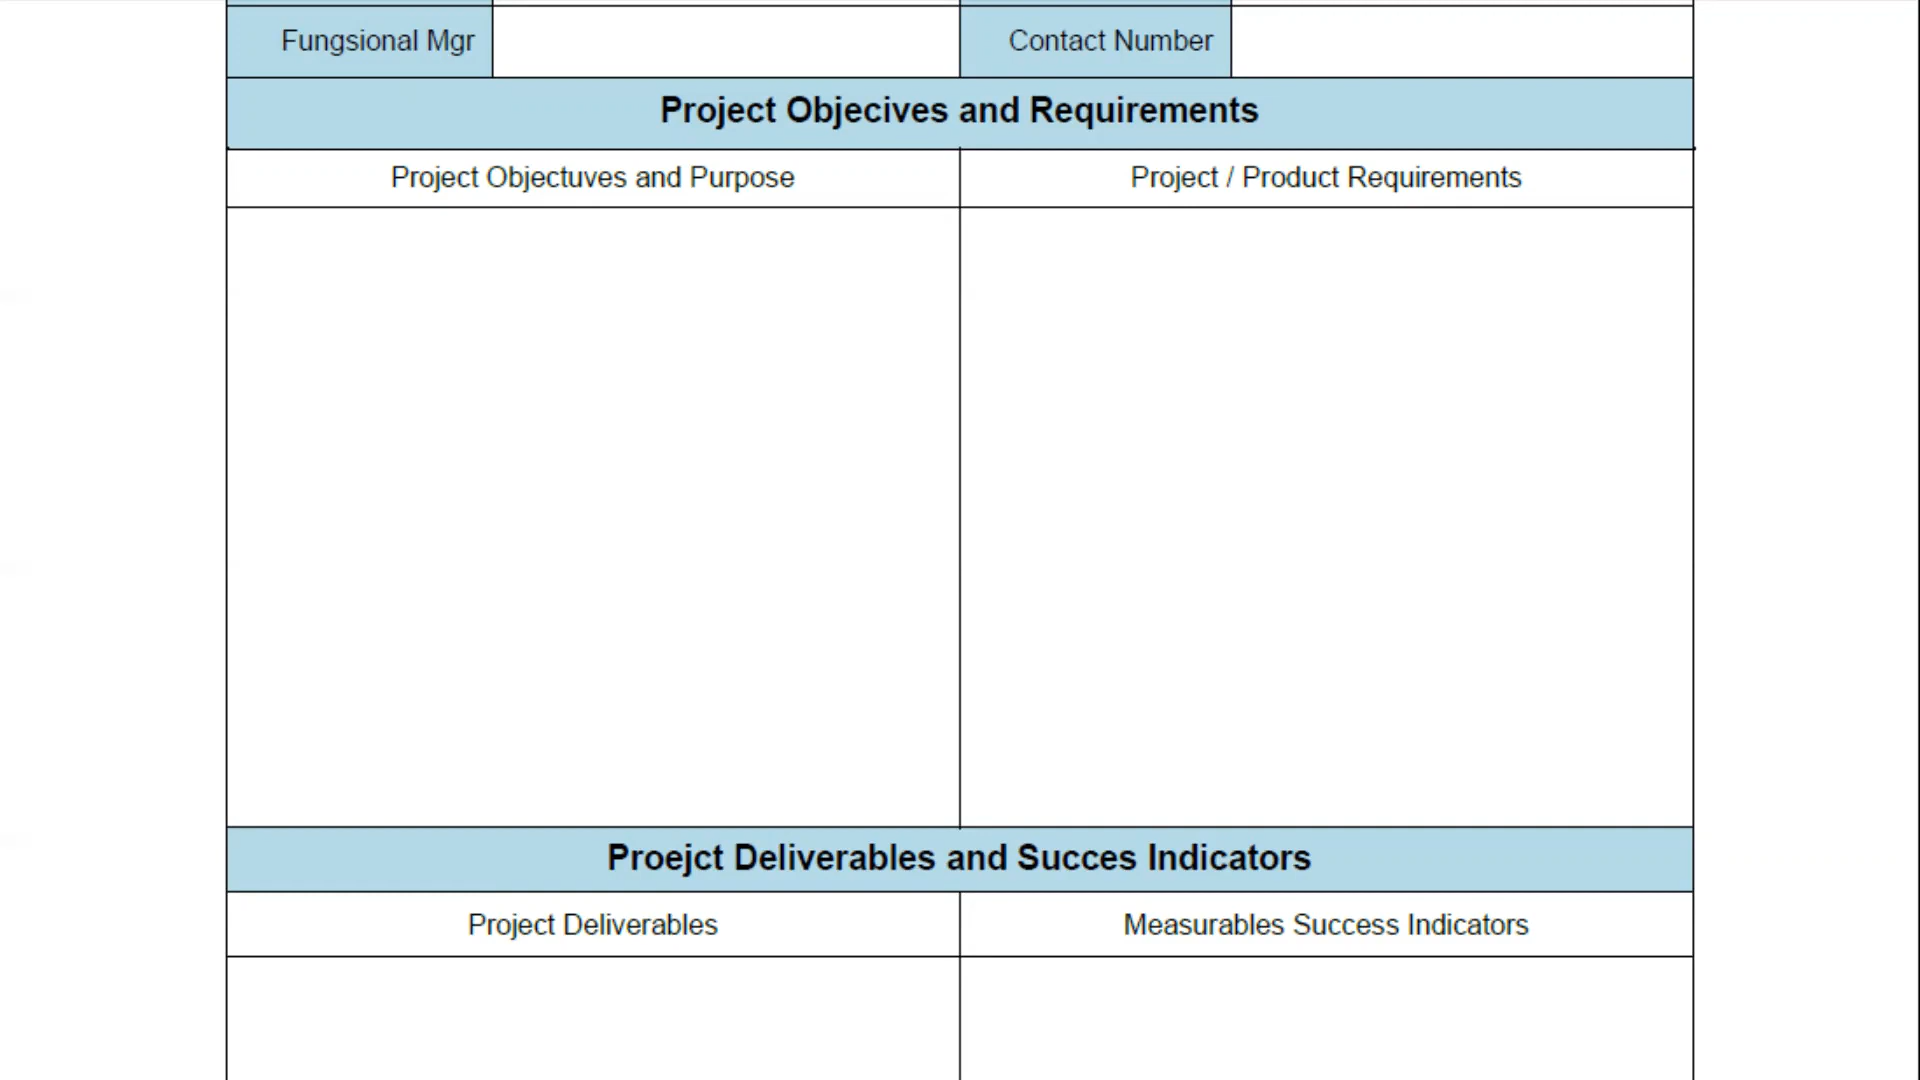 Fungsional Mgr
Contact Number
Project Objecives and Requirements
Project Objectuves and Purpose
Project / Product Requirements
Proejct Deliverables and Succes Indicators
Project Deliverables
Measurables Success Indicators